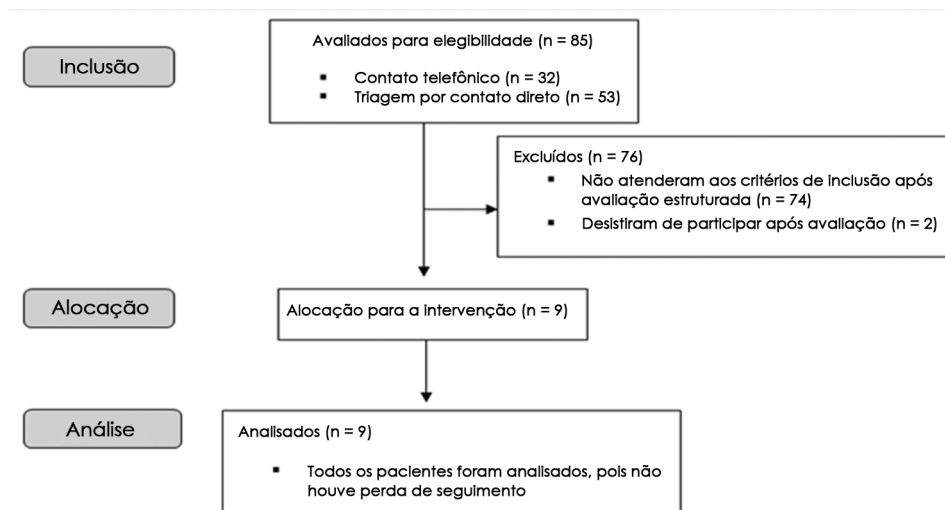 Inclusão
Avaliados para elegibilidade (n = 85)
▪ Contato telefônico (n = 32)
▪ Triagem por contato direto (n = 53)
Excluídos (n = 76)
▪ Não atenderam aos critérios de inclusão após
avaliação estruturada (n = 74)
▪ Desistiram de participar após avaliação (n = 2)
Alocação
Alocação para a intervenção (n = 9)
Análise
Analisados (n = 9)
▪ Todos os pacientes foram analisados, pois não
houve perda de seguimento